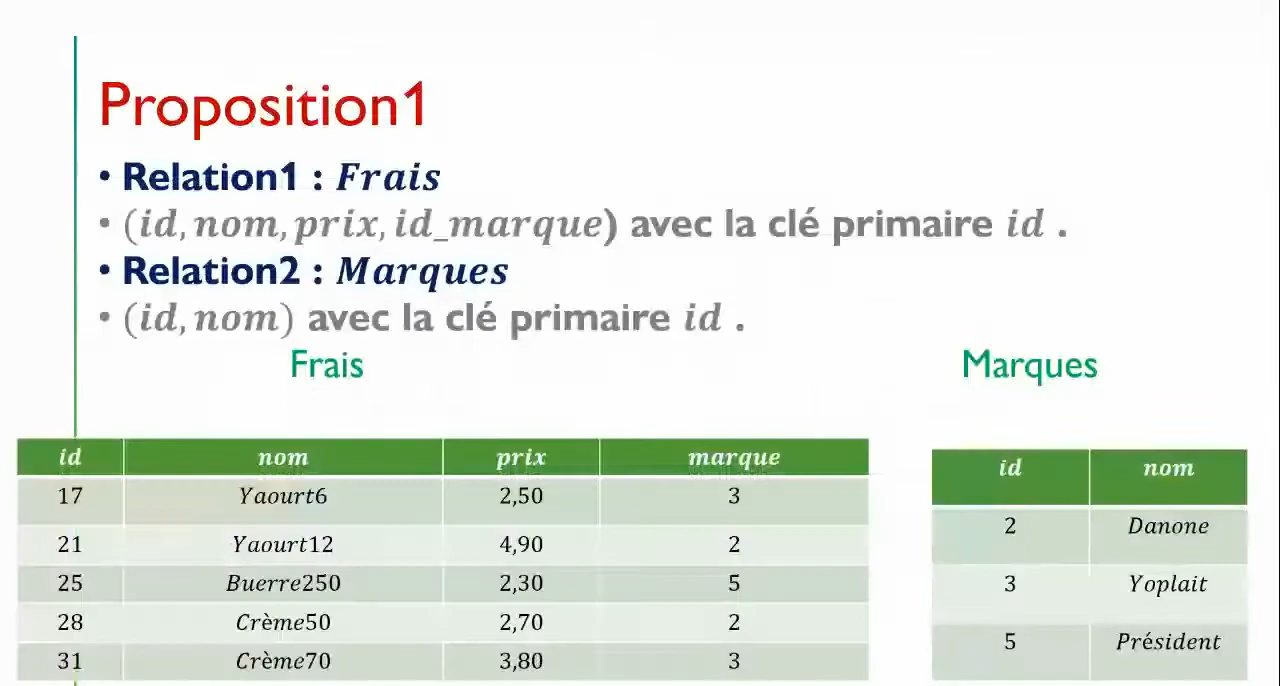 Proposition1
• Relation1 : Frais
• (id, nom, prix, id_marque) avec la clé primaire id .
• Relation2 : Marques
• (id, nom) avec la clé primaire id .
Frais
id nom prix marque
17 Yaourt6 2,50 3
21 Yaourt12 4,90 2
25 Buerre250 2,30 5
28 Crème50 2,70 2
31 Crème70 3,80 3
Marques
id nom
2 Danone
3 Yoplait
5 Président